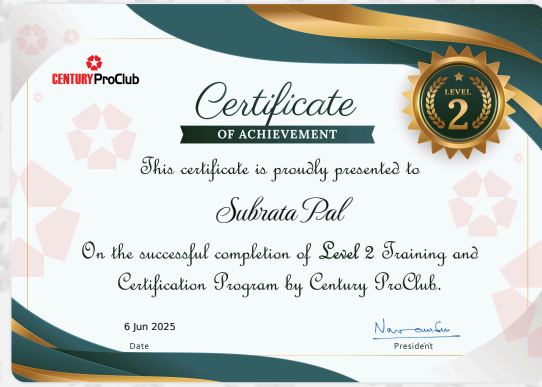 CENTURY ProClub
Certificate
OF ACHIEVEMENT
LEVEL
2
This certificate is proudly presented to
Subrata Pal
On the successful completion of Level 2 Training and
Certification Program by Century ProClub.
6 Jun 2025
Date
President